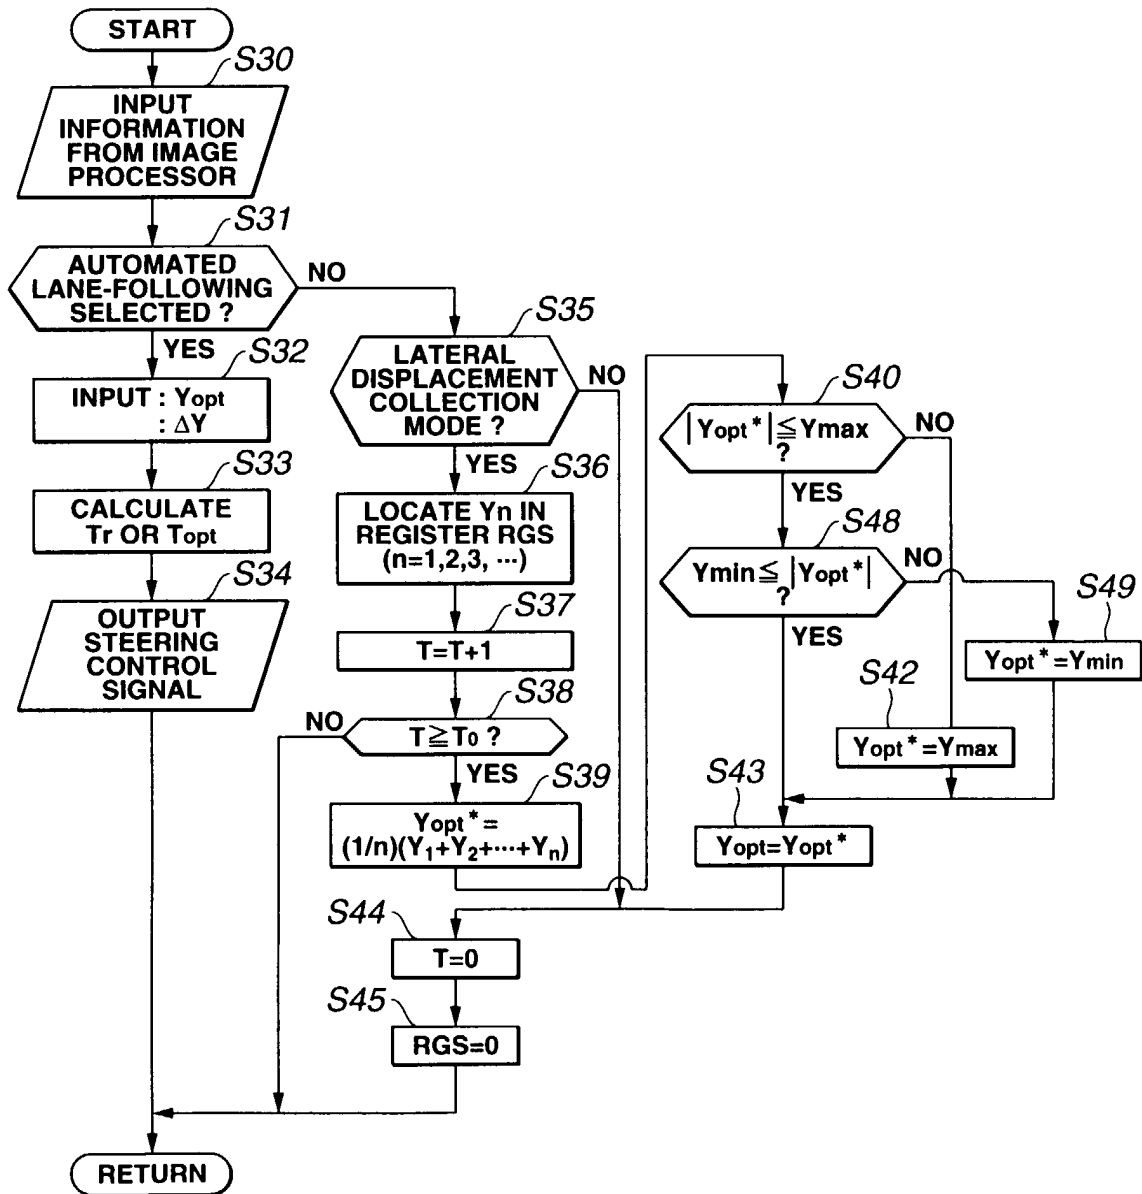 START
S30
INPUT
INFORMATION
FROM IMAGE
PROCESSOR
S31
AUTOMATED
LANE-FOLLOWING
SELECTED ?
NO
YES
S32
INPUT : Yopt
: ΔY
S33
CALCULATE
Tr OR Topt
S34
OUTPUT
STEERING
CONTROL
SIGNAL
S35
LATERAL
DISPLACEMENT
COLLECTION
MODE ?
NO
YES
S36
LOCATE Yn IN
REGISTER RGS
(n=1,2,3, ···)
S37
T=T+1
S38
T≧T0 ?
NO
YES
S39
Yopt*=
(1/n)(Y1+Y2+···+Yn)
S40
|Yopt*|≦Ymax
?
NO
YES
S48
Ymin≦|Yopt*|
?
NO
YES
S49
Yopt*=Ymin
S42
Yopt*=Ymax
S43
Yopt=Yopt*
S44
T=0
S45
RGS=0
RETURN